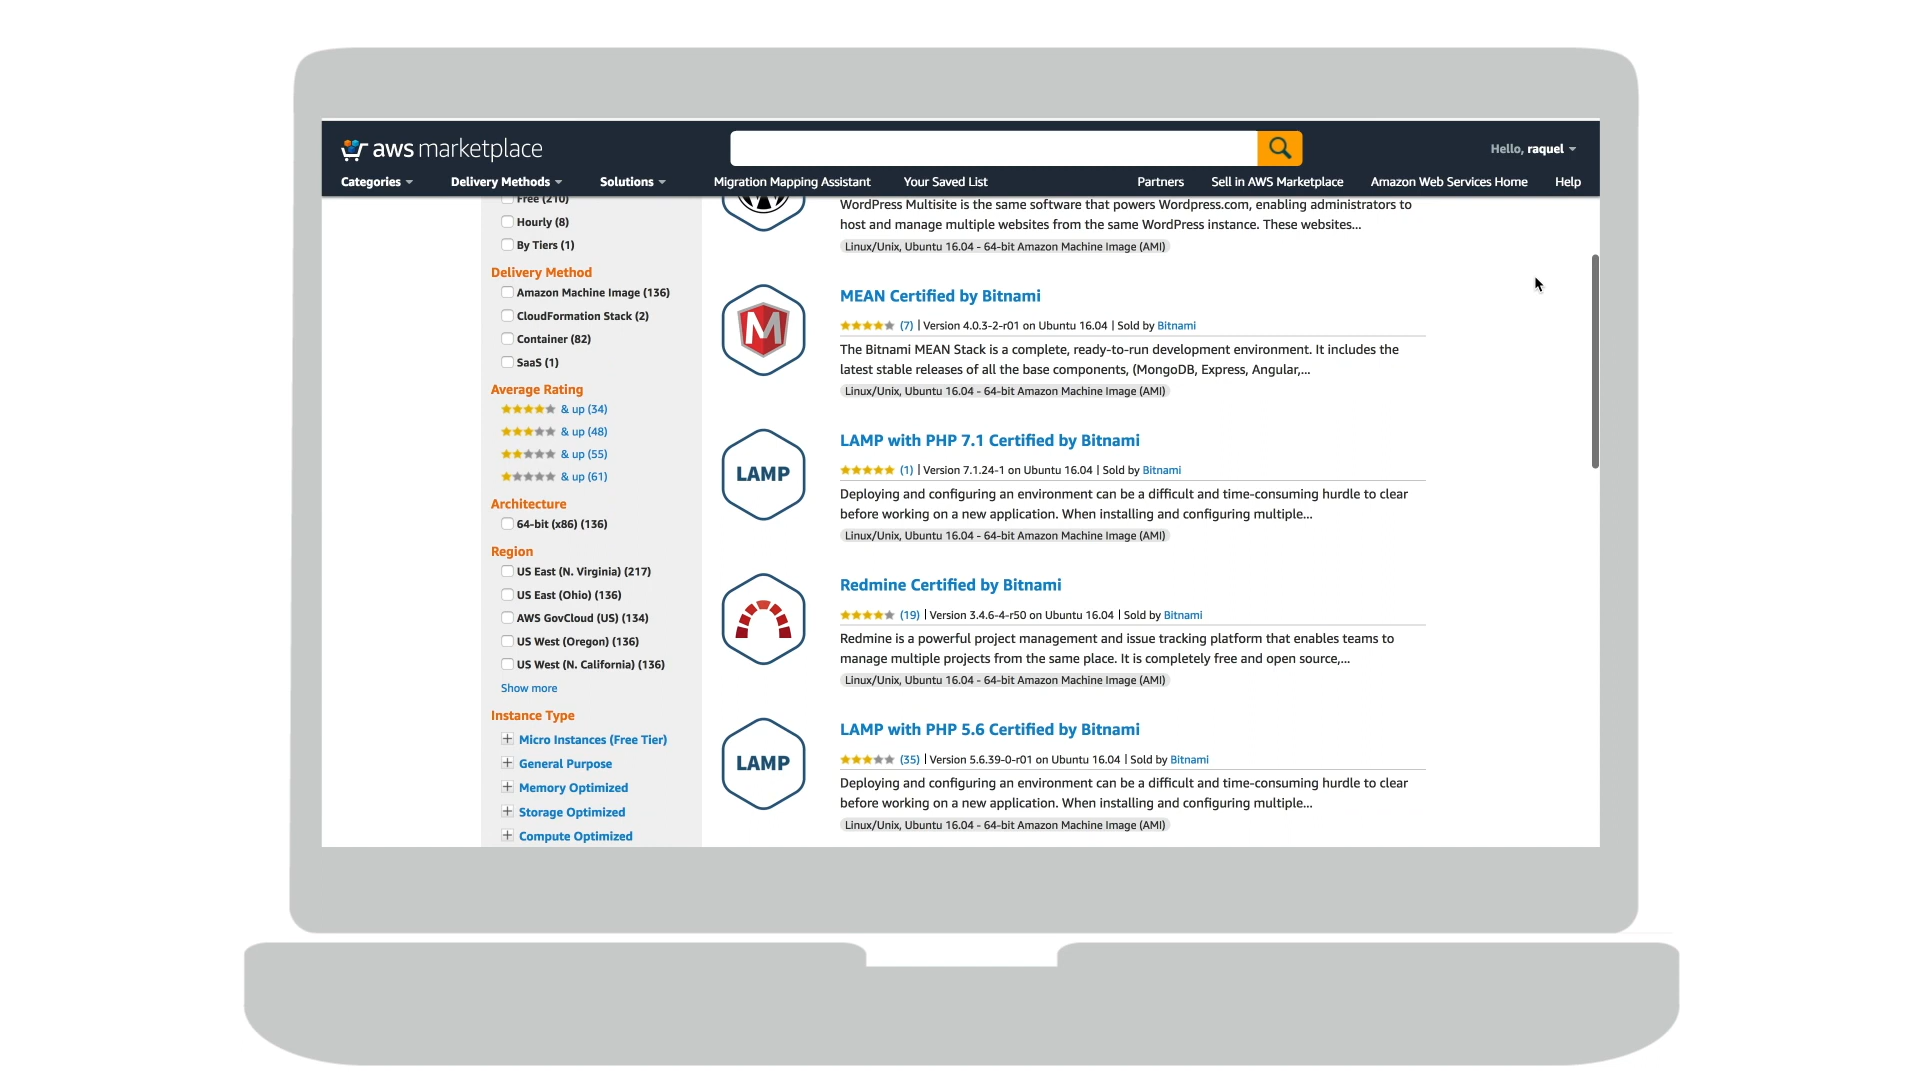 aws marketplace
Hello, raquel
Categories Delivery Methods Solutions Migration Mapping Assistant Your Saved List Partners Sell in AWS Marketplace Amazon Web Services Home Help
Free (210)
Hourly (8)
By Tiers (1)
Delivery Method
Amazon Machine Image (136)
CloudFormation Stack (2)
Container (82)
SaaS (1)
Average Rating
& up (34)
& up (48)
& up (55)
& up (61)
Architecture
64-bit (x86) (136)
Region
US East (N. Virginia) (217)
US East (Ohio) (136)
AWS GovCloud (US) (134)
US West (Oregon) (136)
US West (N. California) (136)
Show more
Instance Type
Micro Instances (Free Tier)
General Purpose
Memory Optimized
Storage Optimized
Compute Optimized
WordPress Multisite is the same software that powers Wordpress.com, enabling administrators to
host and manage multiple websites from the same WordPress instance. These websites...
Linux/Unix, Ubuntu 16.04 - 64-bit Amazon Machine Image (AMI)
M
MEAN Certified by Bitnami
(7) | Version 4.0.3-2-r01 on Ubuntu 16.04 | Sold by Bitnami
The Bitnami MEAN Stack is a complete, ready-to-run development environment. It includes the
latest stable releases of all the base components, (MongoDB, Express, Angular,...
Linux/Unix, Ubuntu 16.04 - 64-bit Amazon Machine Image (AMI)
LAMP
LAMP with PHP 7.1 Certified by Bitnami
(1) | Version 7.1.24-1 on Ubuntu 16.04 | Sold by Bitnami
Deploying and configuring an environment can be a difficult and time-consuming hurdle to clear
before working on a new application. When installing and configuring multiple...
Linux/Unix, Ubuntu 16.04 - 64-bit Amazon Machine Image (AMI)
Redmine Certified by Bitnami
(19) | Version 3.4.6-4-r50 on Ubuntu 16.04 | Sold by Bitnami
Redmine is a powerful project management and issue tracking platform that enables teams to
manage multiple projects from the same place. It is completely free and open source,...
Linux/Unix, Ubuntu 16.04 - 64-bit Amazon Machine Image (AMI)
LAMP
LAMP with PHP 5.6 Certified by Bitnami
(35) | Version 5.6.39-0-r01 on Ubuntu 16.04 | Sold by Bitnami
Deploying and configuring an environment can be a difficult and time-consuming hurdle to clear
before working on a new application. When installing and configuring multiple...
Linux/Unix, Ubuntu 16.04 - 64-bit Amazon Machine Image (AMI)